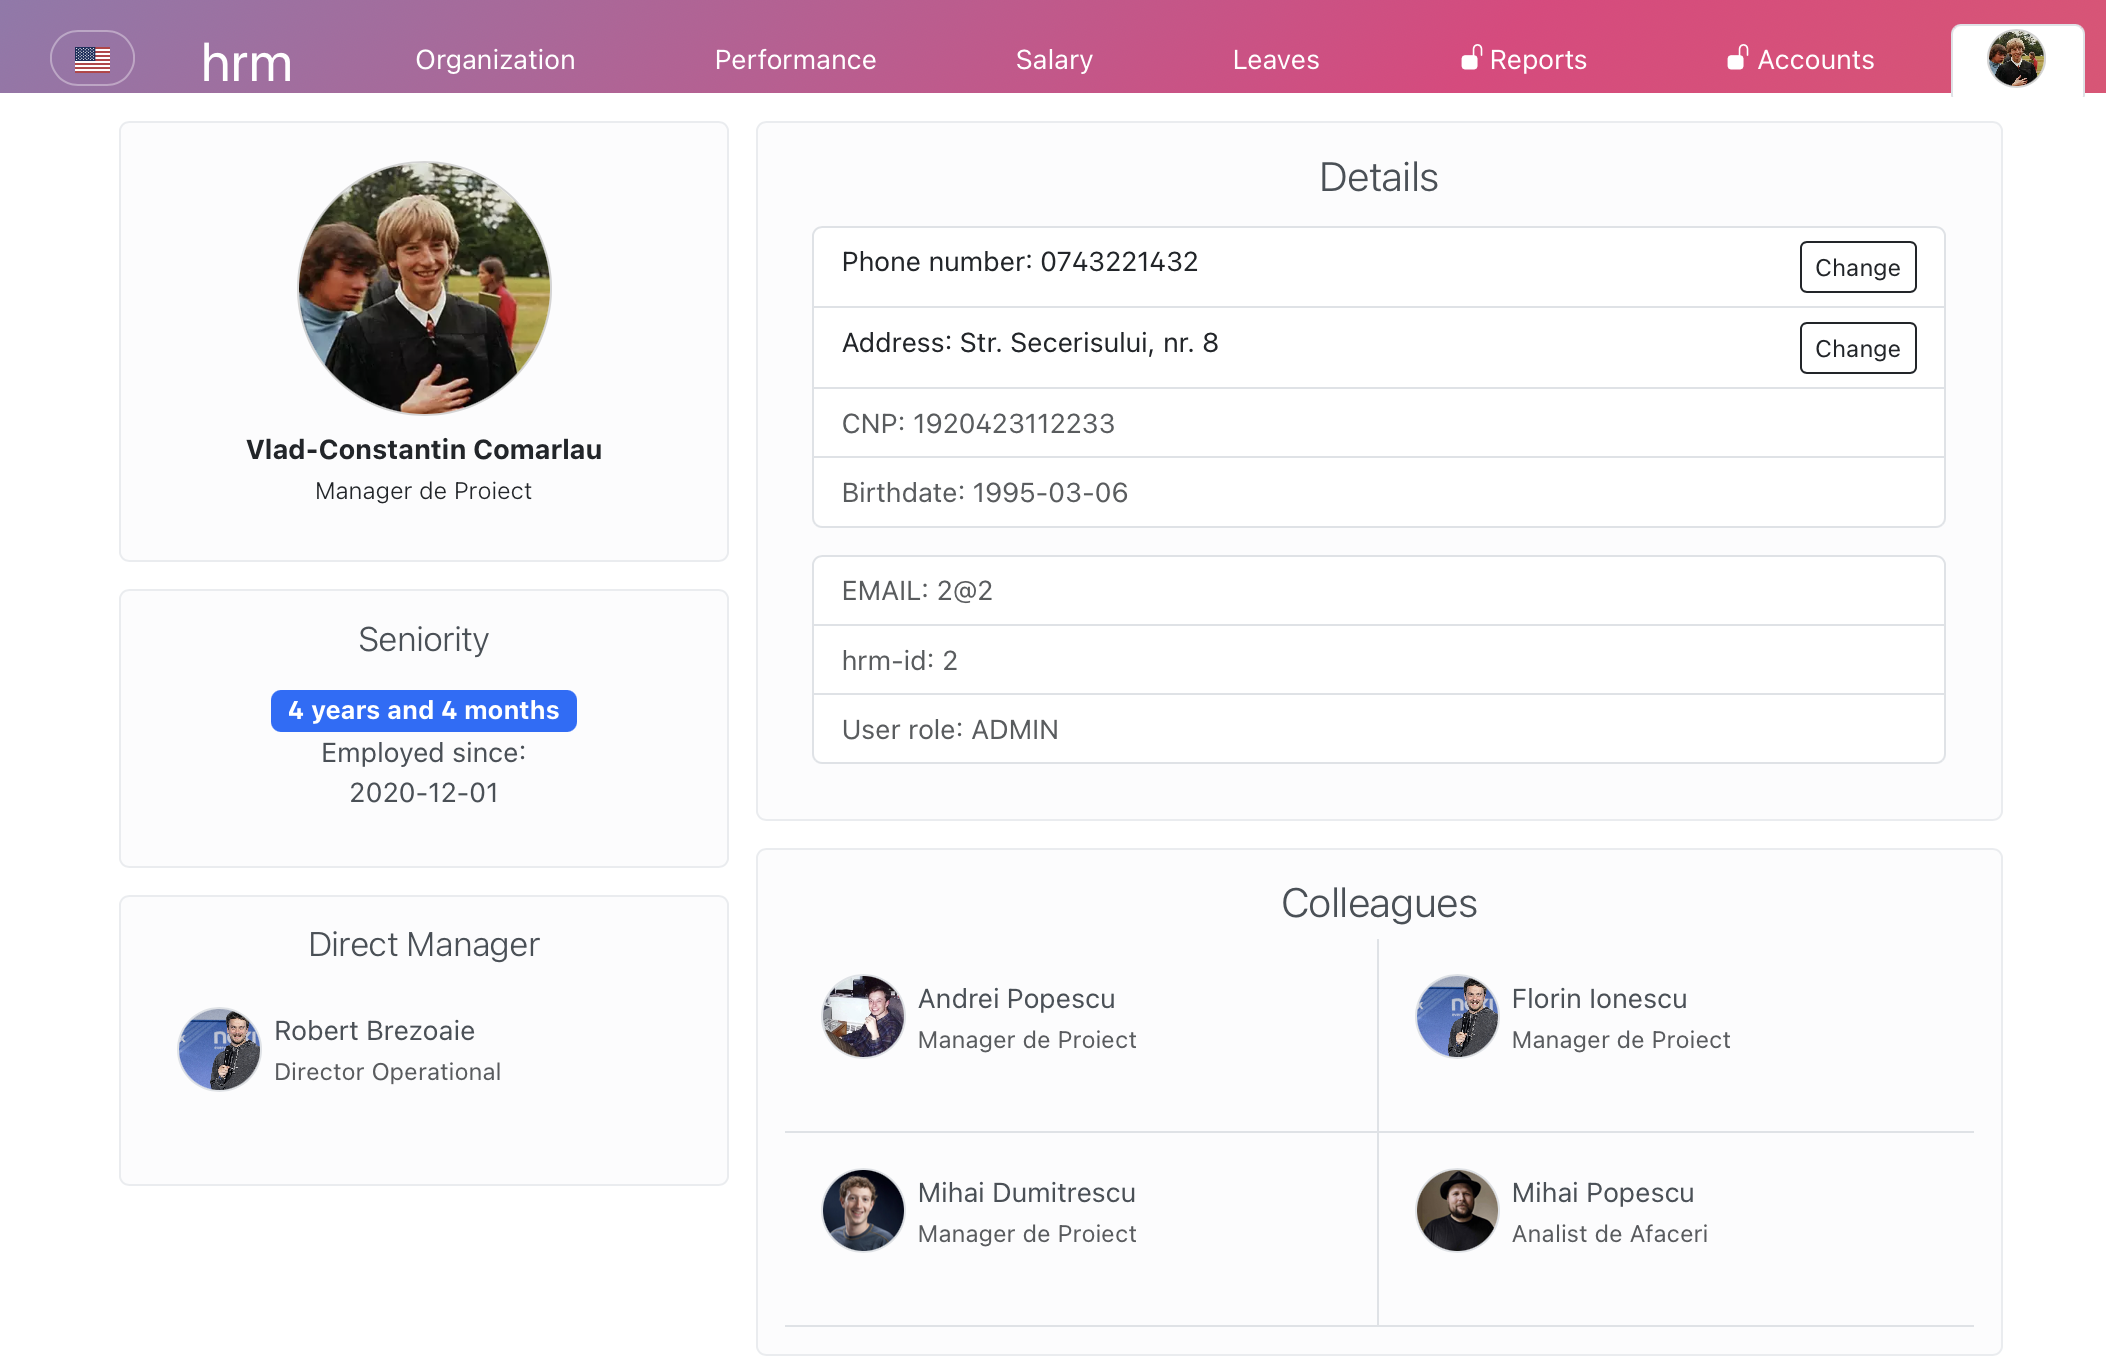 hrm
Organization
Performance
Salary
Leaves
Reports
Accounts
Vlad-Constantin Comarlau
Manager de Proiect
Seniority
4 years and 4 months
Employed since:
2020-12-01
Direct Manager
Robert Brezoaie
Director Operational
Details
Phone number: 0743221432
Change
Address: Str. Secerisului, nr. 8
Change
CNP: 1920423112233
Birthdate: 1995-03-06
EMAIL: 2@2
hrm-id: 2
User role: ADMIN
Colleagues
Andrei Popescu
Manager de Proiect
Florin Ionescu
Manager de Proiect
Mihai Dumitrescu
Manager de Proiect
Mihai Popescu
Analist de Afaceri